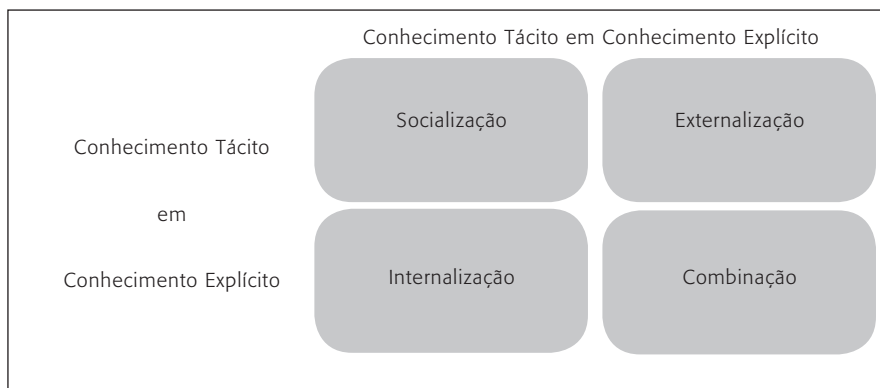 Conhecimento Tácito em Conhecimento Explícito
Socialização
Externalização
Conhecimento Tácito
em
Conhecimento Explícito
Internalização
Combinação